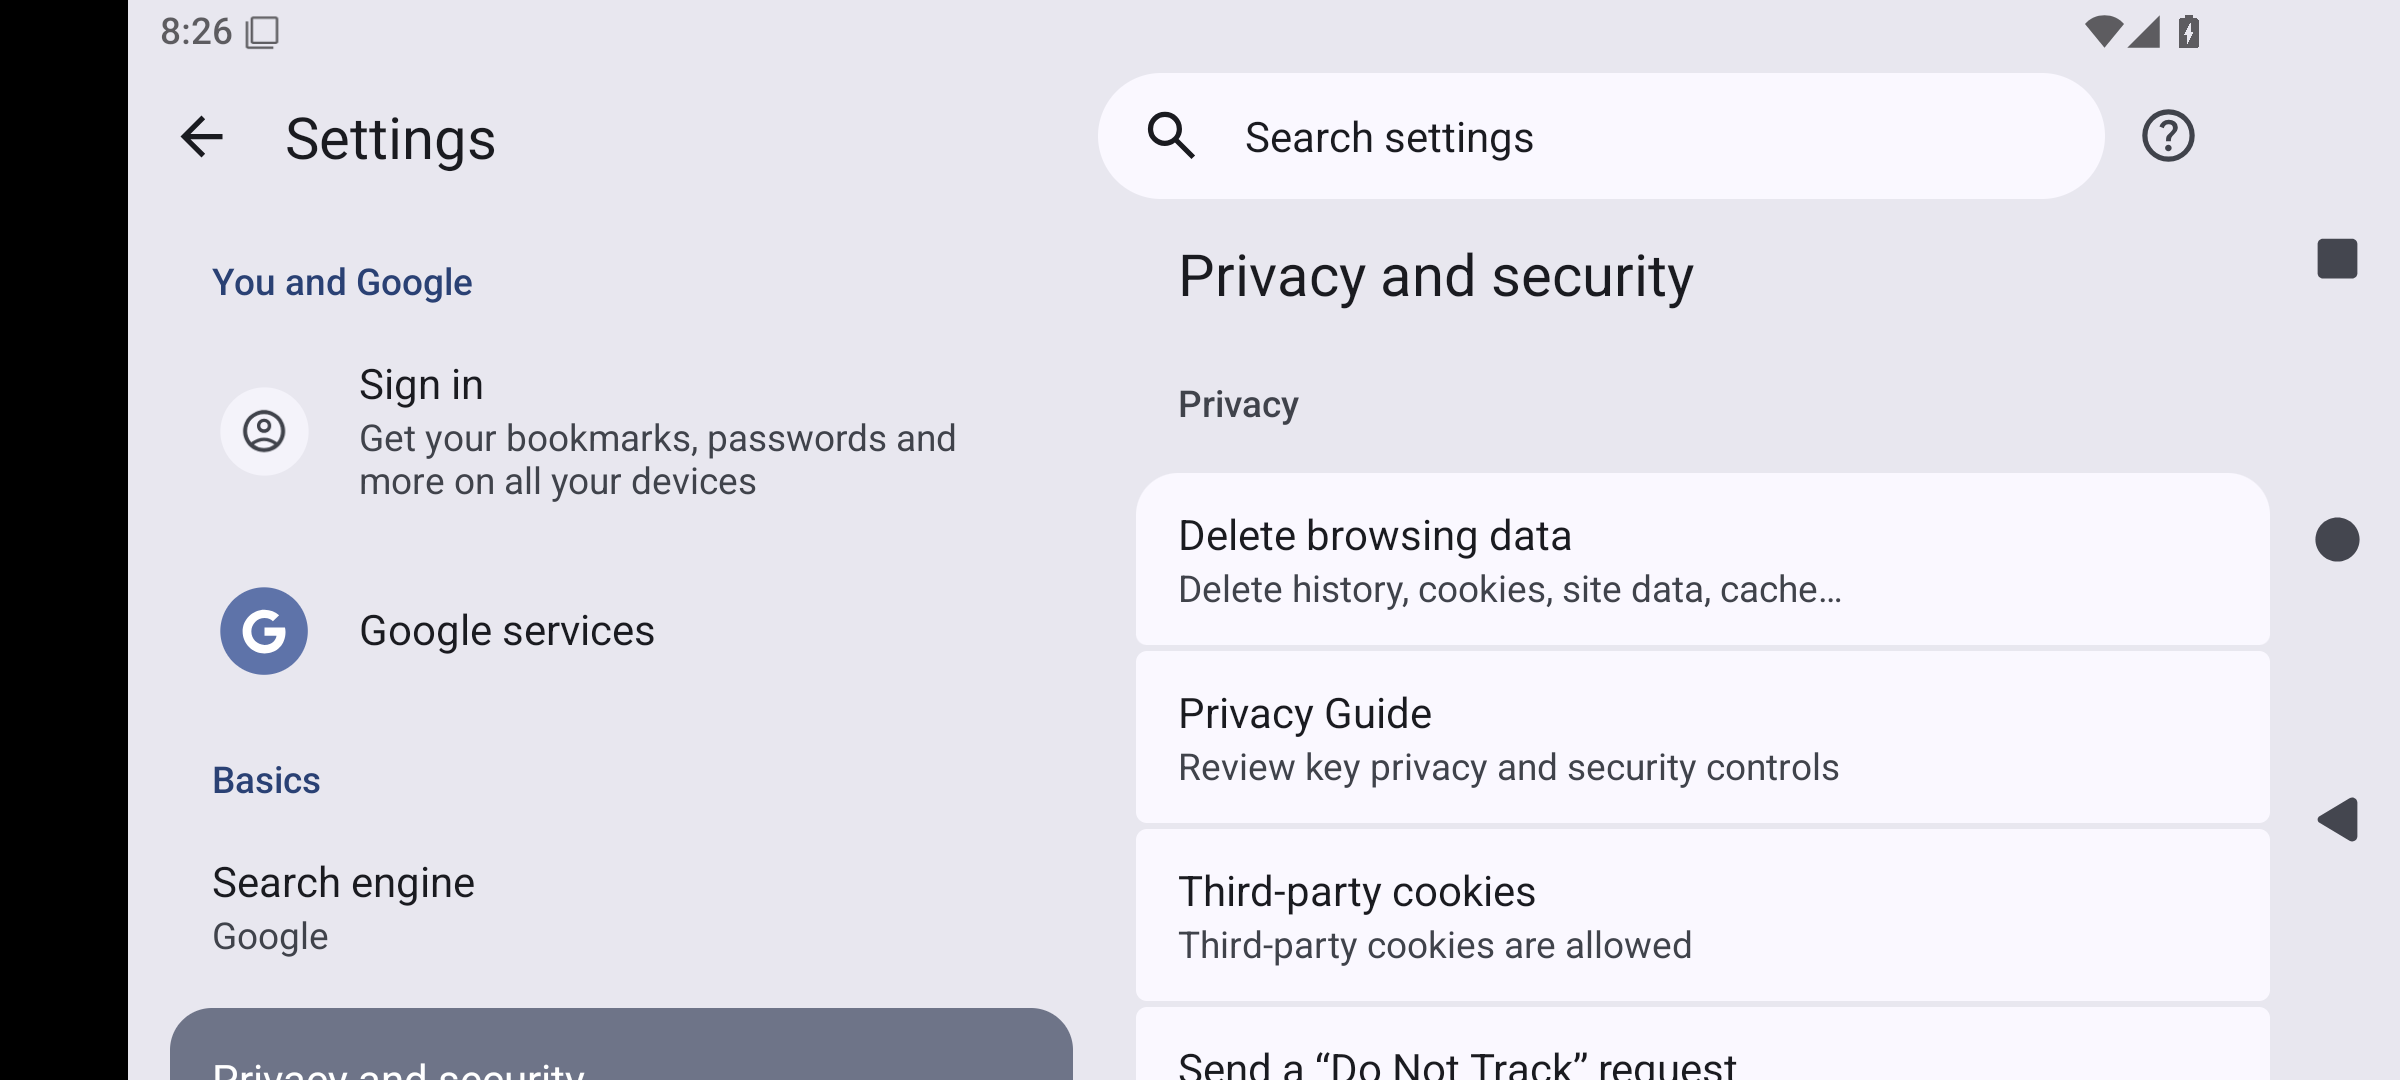 8:26
Settings
Search settings
You and Google
Sign in
Get your bookmarks, passwords and
more on all your devices
Google services
Basics
Search engine
Google
Privacy and security
Privacy and security
Privacy
Delete browsing data
Delete history, cookies, site data, cache…
Privacy Guide
Review key privacy and security controls
Third-party cookies
Third-party cookies are allowed
Send a “Do Not Track” request